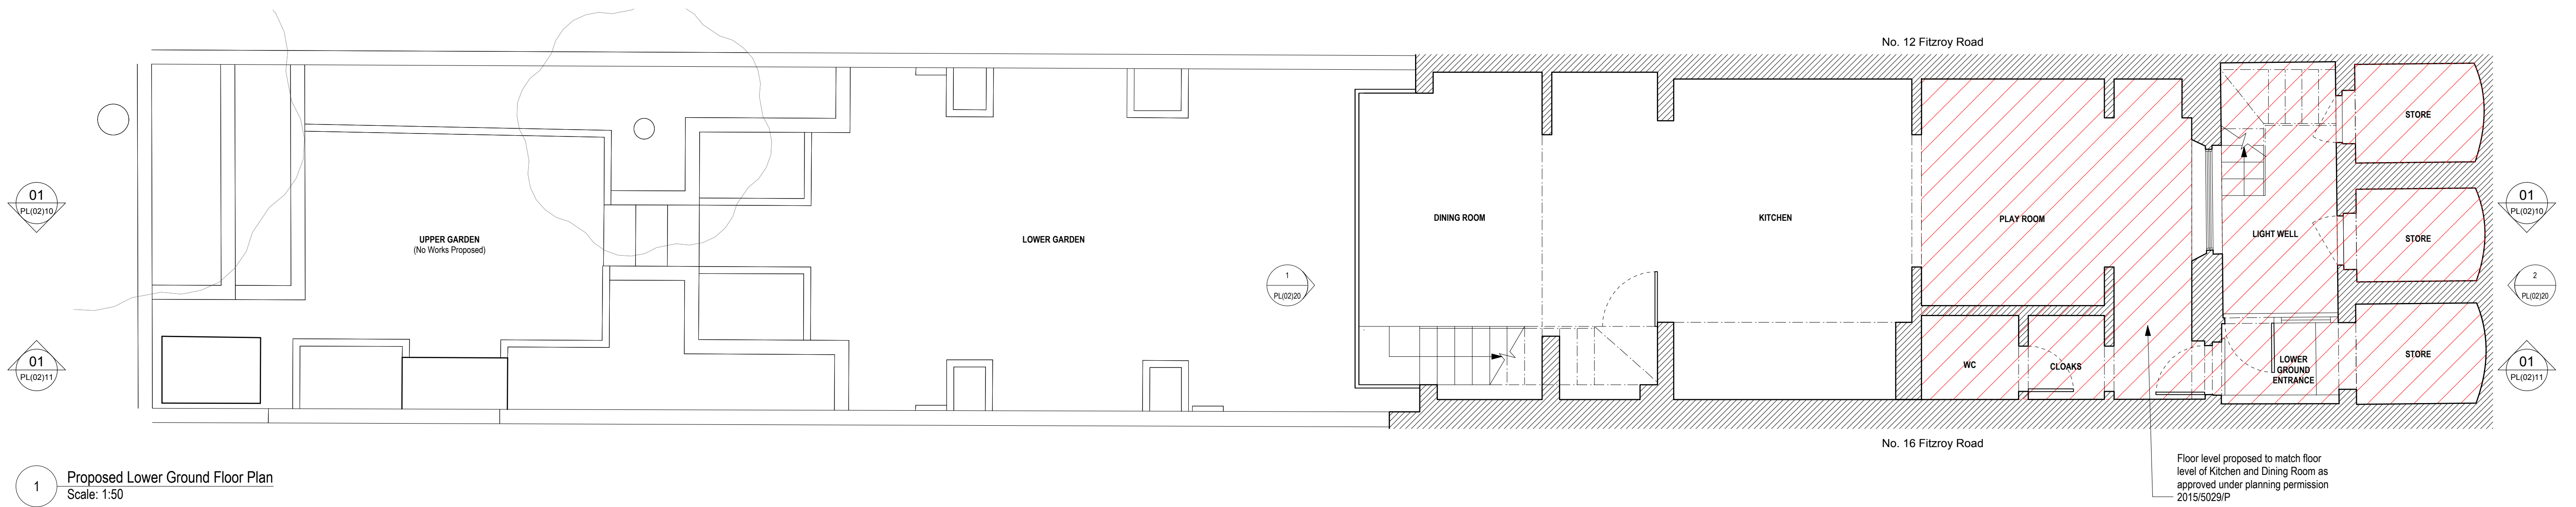 No. 12 Fitzroy Road
STORE
01
PL(02)10
01
PL(02)10
DINING ROOM
KITCHEN
PLAY ROOM
LIGHT WELL
STORE
UPPER GARDEN
(No Works Proposed)
LOWER GARDEN
1
PL(02)20
2
PL(02)20
01
PL(02)11
WC
CLOAKS
LOWER
GROUND
ENTRANCE
STORE
01
PL(02)11
No. 16 Fitzroy Road
Floor level proposed to match floor
level of Kitchen and Dining Room as
approved under planning permission
2015/5029/P
1
Proposed Lower Ground Floor Plan
Scale: 1:50